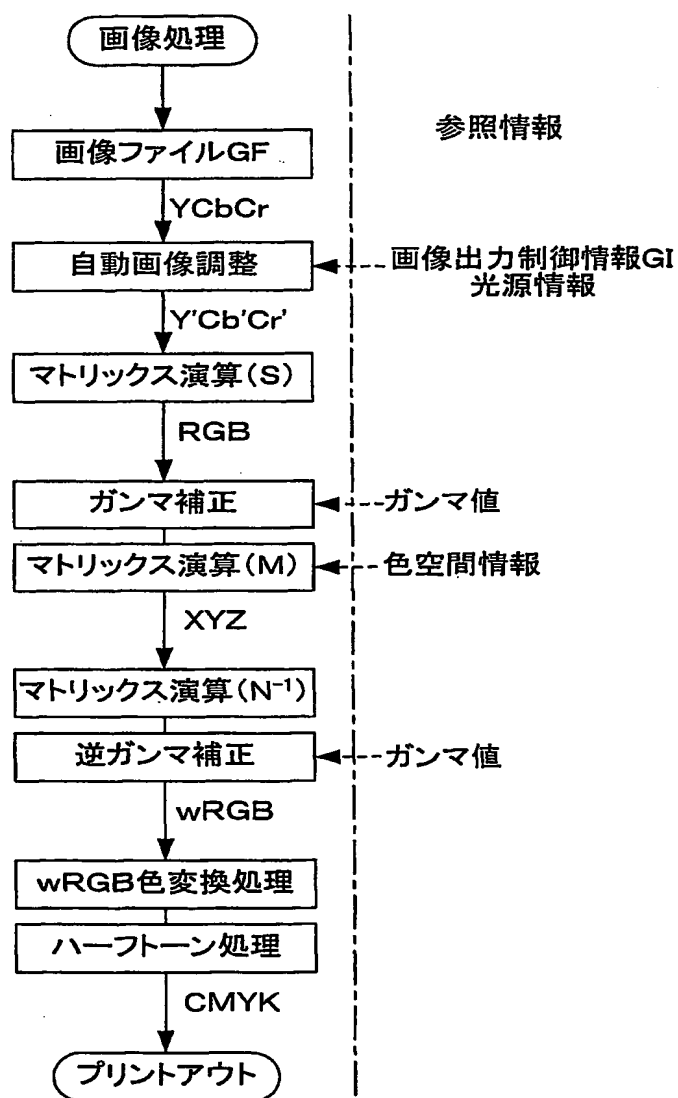 画像処理
参照情報
画像ファイルGF
YCbCr
自動画像調整
画像出力制御情報GI
光源情報
Y'Cb'Cr'
マトリックス演算(S)
RGB
ガンマ補正
ガンマ値
マトリックス演算(M)
色空間情報
XYZ
マトリックス演算(N⁻¹)
逆ガンマ補正
ガンマ値
wRGB
wRGB色変換処理
ハーフトーン処理
CMYK
プリントアウト